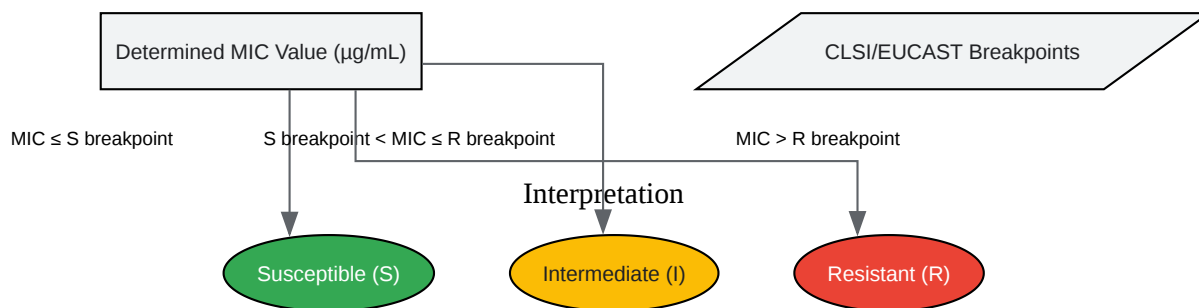 Determined MIC Value (µg/mL)
CLSI/EUCAST Breakpoints
MIC ≤ S breakpoint
S breakpoint < MIC ≤ R breakpoint
MIC > R breakpoint
Interpretation
Susceptible (S)
Intermediate (I)
Resistant (R)